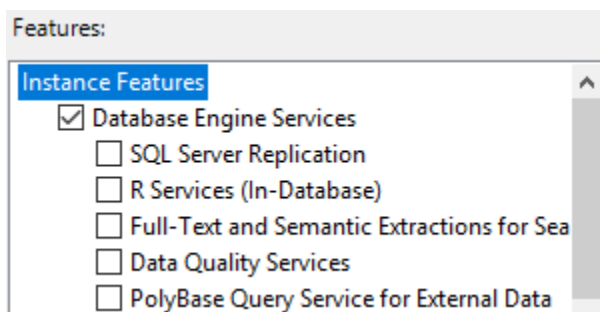 Features:
Instance Features
Database Engine Services
SQL Server Replication
R Services (In-Database)
Full-Text and Semantic Extractions for Sea
Data Quality Services
PolyBase Query Service for External Data